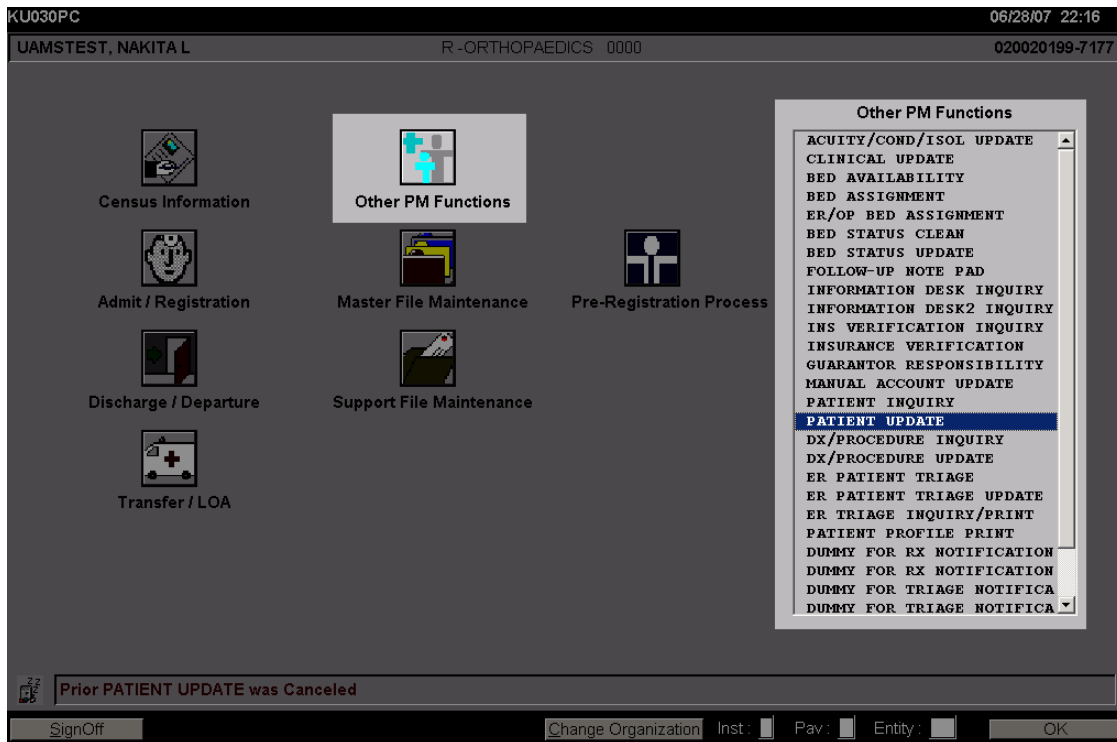 KU030PC 06/28/07 22:16
UAMSTEST, NAKITA L R-ORTHOPAEDICS 0000 020020199-7177
Census Information
Other PM Functions
Admit / Registration
Master File Maintenance
Pre-Registration Process
Discharge / Departure
Support File Maintenance
Transfer / LOA
Other PM Functions
ACUITY/COND/ISOL UPDATE
CLINICAL UPDATE
BED AVAILABILITY
BED ASSIGNMENT
ER/OP BED ASSIGNMENT
BED STATUS CLEAN
BED STATUS UPDATE
FOLLOW-UP NOTE PAD
INFORMATION DESK INQUIRY
INFORMATION DESK2 INQUIRY
INS VERIFICATION INQUIRY
INSURANCE VERIFICATION
GUARANTOR RESPONSIBILITY
MANUAL ACCOUNT UPDATE
PATIENT INQUIRY
PATIENT UPDATE
DX/PROCEDURE INQUIRY
DX/PROCEDURE UPDATE
ER PATIENT TRIAGE
ER PATIENT TRIAGE UPDATE
ER TRIAGE INQUIRY/PRINT
PATIENT PROFILE PRINT
DUMMY FOR RX NOTIFICATION
DUMMY FOR RX NOTIFICATION
DUMMY FOR TRIAGE NOTIFICA
DUMMY FOR TRIAGE NOTIFICA
Prior PATIENT UPDATE was Canceled
SignOff Change Organization Inst : Pav : Entity : OK